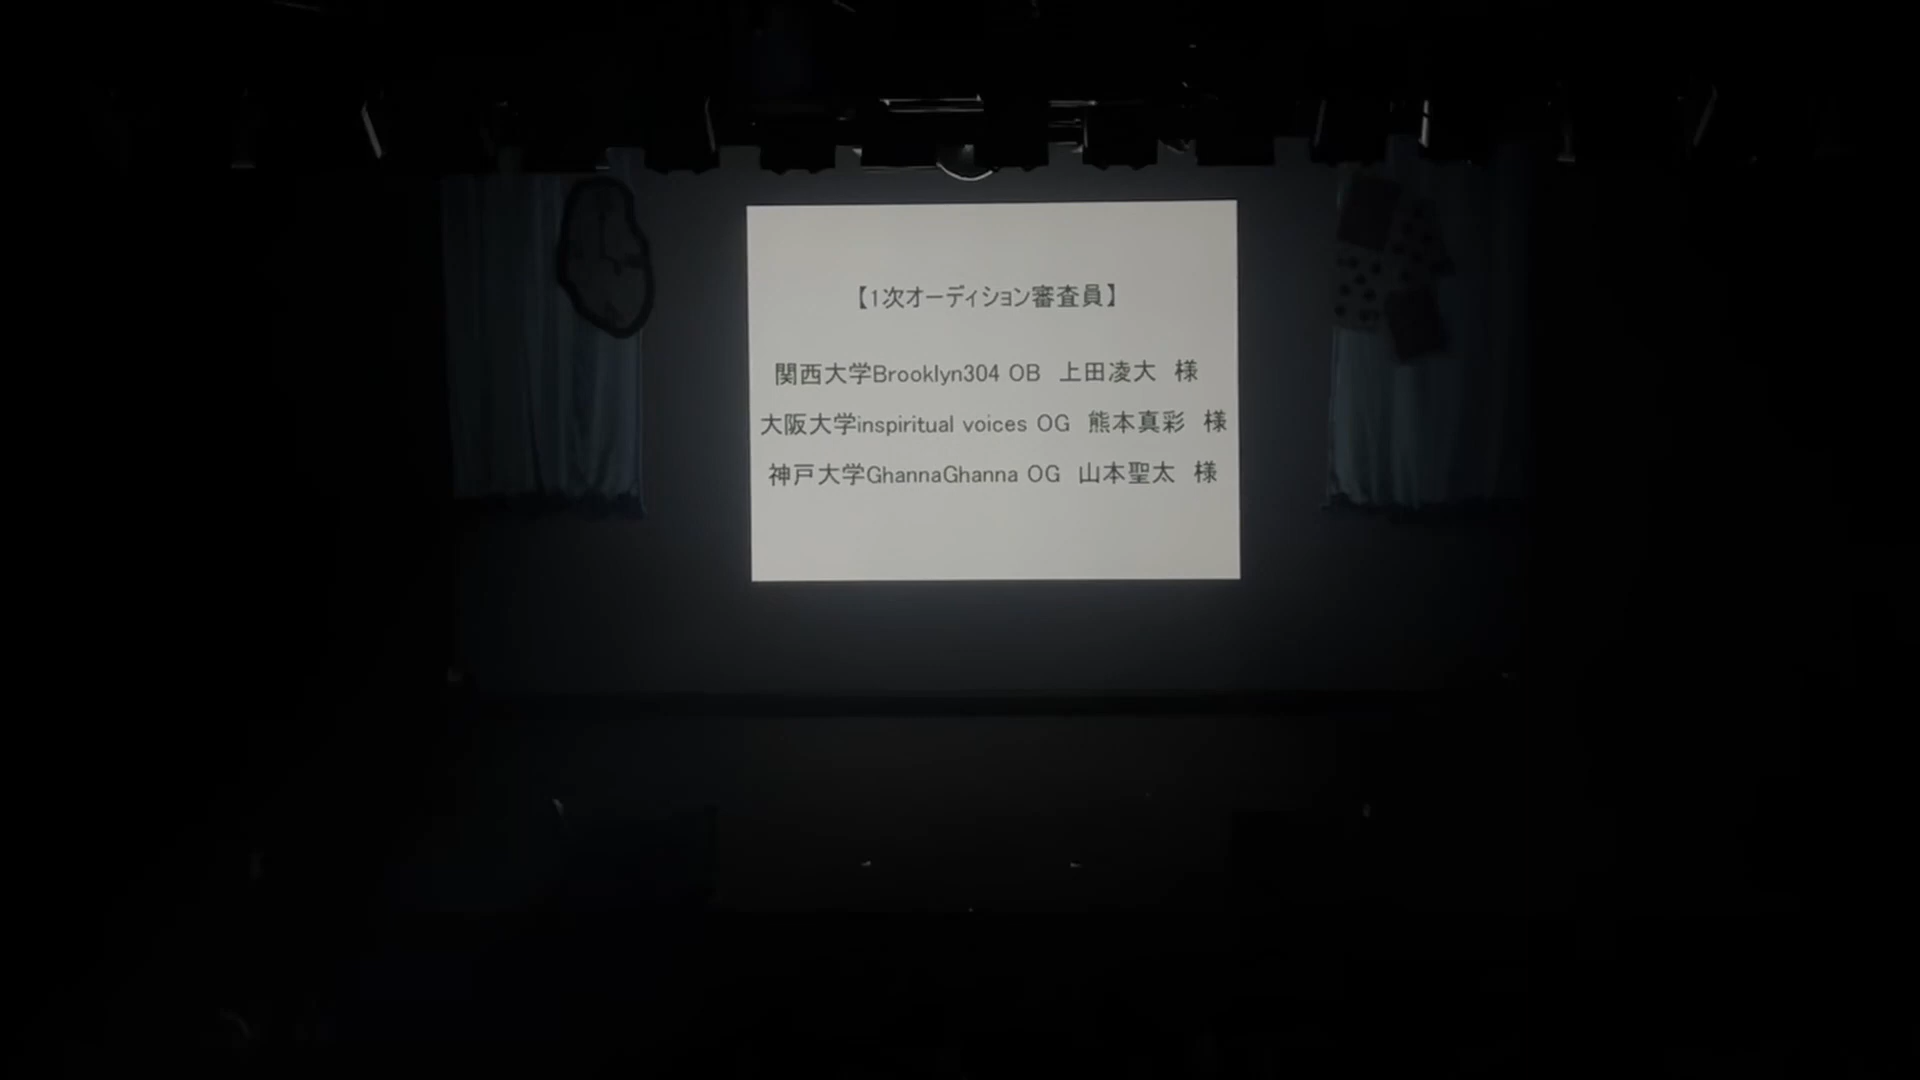 【1次オーディション審査員】
関西大学Brooklyn304 OB 上田凌大 様
大阪大学inspiritual voices OG 熊本真彩 様
神戸大学GhannaGhanna OG 山本聖太 様